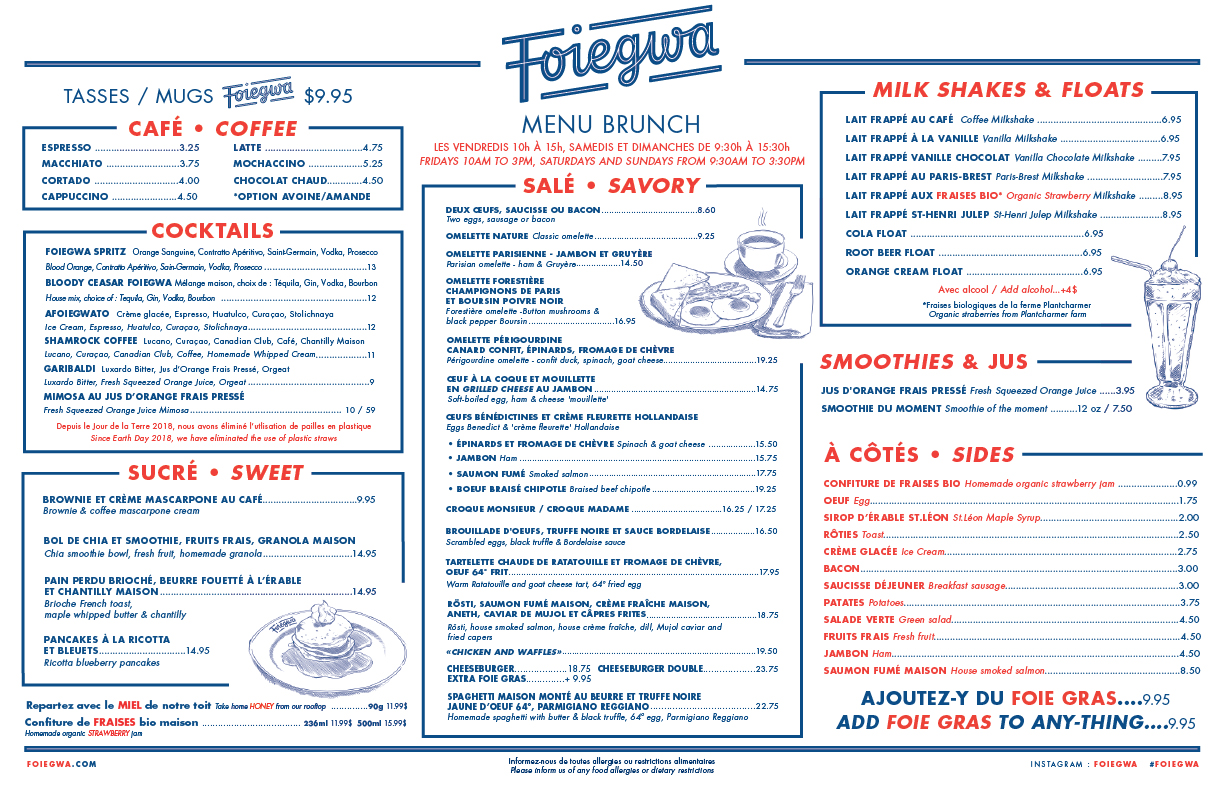 Foiegwa
TASSES / MUGS Foiegwa $9.95
CAFÉ • COFFEE
ESPRESSO ............................3.25
MACCHIATO ........................3.75
CORTADO ...........................4.00
CAPPUCCINO ......................4.50
LATTE ..................................4.75
MOCHACCINO ...................5.25
CHOCOLAT CHAUD............4.50
*OPTION AVOINE/AMANDE
COCKTAILS
FOIEGWA SPRITZ Orange Sanguine, Contratto Apéritivo, Saint-Germain, Vodka, Prosecco
Blood Orange, Contratto Apéritivo, Sain-Germain, Vodka, Prosecco ..................................13
BLOODY CEASAR FOIEGWA Mélange maison, choix de : Téquila, Gin, Vodka, Bourbon
House mix, choice of : Tequla, Gin, Vodka, Bourbon ................................................12
AFOIEGWATO Crème glacée, Espresso, Huatulco, Curaçao, Stolichnaya
Ice Cream, Espresso, Huatulco, Curaçao, Stolichnaya.......................................12
SHAMROCK COFFEE Lucano, Curaçao, Canadian Club, Café, Chantilly Maison
Lucano, Curaçao, Canadian Club, Coffee, Homemade Whipped Cream.................11
GARIBALDI Luxardo Bitter, Jus d'Orange Frais Pressé, Orgeat
Luxardo Bitter, Fresh Squeezed Orange Juice, Orgeat .......................................9
MIMOSA AU JUS D'ORANGE FRAIS PRESSÉ
Fresh Squeezed Orange Juice Mimosa................................................. 10 / 59
Depuis le Jour de la Terre 2018, nous avons éliminé l'utlisation de pailles en plastique
Since Earth Day 2018, we have eliminated the use of plastic straws
SUCRÉ • SWEET
BROWNIE ET CRÈME MASCARPONE AU CAFÉ...............................9.95
Brownie & coffee mascarpone cream
BOL DE CHIA ET SMOOTHIE, FRUITS FRAIS, GRANOLA MAISON
Chia smoothie bowl, fresh fruit, homemade granola..............................14.95
PAIN PERDU BRIOCHÉ, BEURRE FOUETTÉ À L'ÉRABLE
ET CHANTILLY MAISON................................................................14.95
Brioche French toast,
maple whipped butter & chantilly
PANCAKES À LA RICOTTA
ET BLEUETS............................14.95
Ricotta blueberry pancakes
Foiegwa
Repartez avec le MIEL de notre toit Take home HONEY from our rooftop .............90g 11.99$
Confiture de FRAISES bio maison ................................ 236ml 11.99$ 500ml 15.99$
Homemade organic STRAWBERRY jam
MENU BRUNCH
LES VENDREDIS 10h À 15h, SAMEDIS ET DIMANCHES DE 9:30h À 15:30h
FRIDAYS 10AM TO 3PM, SATURDAYS AND SUNDAYS FROM 9:30AM TO 3:30PM
SALÉ • SAVORY
DEUX ŒUFS, SAUCISSE OU BACON...................................8.60
Two eggs, sausage or bacon
OMELETTE NATURE Classic omelette.....................................9.25
OMELETTE PARISIENNE - JAMBON ET GRUYÈRE
Parisian omelette - ham & Gruyère................14.50
OMELETTE FORESTIÈRE
CHAMPIGNONS DE PARIS
ET BOURSIN POIVRE NOIR
Forestière omelette -Button mushrooms &
black pepper Boursin..............................16.95
OMELETTE PÉRIGOURDINE
CANARD CONFIT, ÉPINARDS, FROMAGE DE CHÈVRE
Périgourdine omelette - confit duck, spinach, goat cheese..............................19.25
ŒUF À LA COQUE ET MOUILLETTE
EN GRILLED CHEESE AU JAMBON .......................................................14.75
Soft-boiled egg, ham & cheese 'mouillette'
ŒUFS BÉNÉDICTINES ET CRÈME FLEURETTE HOLLANDAISE
Eggs Benedict & 'crème fleurette' Hollandaise
• ÉPINARDS ET FROMAGE DE CHÈVRE Spinach & goat cheese ..................15.50
• JAMBON Ham ..................................................................................15.75
• SAUMON FUMÉ Smoked salmon.......................................................17.75
• BOEUF BRAISÉ CHIPOTLE Braised beef chipotle.....................................19.25
CROQUE MONSIEUR / CROQUE MADAME ..............................16.25 / 17.25
BROUILLADE D'OEUFS, TRUFFE NOIRE ET SAUCE BORDELAISE...............16.50
Scrambled eggs, black truffle & Bordelaise sauce
TARTELETTE CHAUDE DE RATATOUILLE ET FROMAGE DE CHÈVRE,
OEUF 64° FRIT...................................................................................17.95
Warm Ratatouille and goat cheese tart, 64° fried egg
RÖSTI, SAUMON FUMÉ MAISON, CRÈME FRAÎCHE MAISON,
ANETH, CAVIAR DE MUJOL ET CÂPRES FRITES.....................................18.75
Rösti, house smoked salmon, house crème fraîche, dill, Mujol caviar and
fried capers
«CHICKEN AND WAFFLES»................................................................19.50
CHEESEBURGER..................18.75 CHEESEBURGER DOUBLE.................23.75
EXTRA FOIE GRAS.............+ 9.95
SPAGHETTI MAISON MONTÉ AU BEURRE ET TRUFFE NOIRE
JAUNE D'OEUF 64°, PARMIGIANO REGGIANO...................................22.75
Homemade spaghetti with butter & black truffle, 64° egg, Parmigiano Reggiano
MILK SHAKES & FLOATS
LAIT FRAPPÉ AU CAFÉ Coffee Milkshake .........................................6.95
LAIT FRAPPÉ À LA VANILLE Vanilla Milkshake ..................................6.95
LAIT FRAPPÉ VANILLE CHOCOLAT Vanilla Chocolate Milkshake ........7.95
LAIT FRAPPÉ AU PARIS-BREST Paris-Brest Milkshake .........................7.95
LAIT FRAPPÉ AUX FRAISES BIO* Organic Strawberry Milkshake .........8.95
LAIT FRAPPÉ ST-HENRI JULEP St-Henri Julep Milkshake .....................8.95
COLA FLOAT ......................................................6.95
ROOT BEER FLOAT .............................................6.95
ORANGE CREAM FLOAT ....................................6.95
Avec alcool / Add alcohol...+4$
*Fraises biologiques de la ferme Plantcharmer
Organic straberries from Plantcharmer farm
SMOOTHIES & JUS
JUS D'ORANGE FRAIS PRESSÉ Fresh Squeezed Orange Juice ......3.95
SMOOTHIE DU MOMENT Smoothie of the moment ..........12 oz / 7.50
À CÔTÉS • SIDES
CONFITURE DE FRAISES BIO Homemade organic strawberry jam ....................0.99
OEUF Egg.................................................................................................1.75
SIROP D'ÉRABLE ST.LÉON St.Léon Maple Syrup..............................................2.00
RÔTIES Toast..............................................................................................2.50
CRÈME GLACÉE Ice Cream..........................................................................2.75
BACON.....................................................................................................3.00
SAUCISSE DÉJEUNER Breakfast sausage.........................................................3.00
PATATES Potatoes.......................................................................................3.75
SALADE VERTE Green salad.........................................................................4.50
FRUITS FRAIS Fresh fruit...............................................................................4.50
JAMBON Ham...........................................................................................4.50
SAUMON FUMÉ MAISON House smoked salmon............................................8.50
AJOUTEZ-Y DU FOIE GRAS....9.95
ADD FOIE GRAS TO ANY-THING....9.95
FOIEGWA.COM
Informez-nous de toutes allergies ou restrictions alimentaires
Please inform us of any food allergies or dietary restrictions
INSTAGRAM : FOIEGWA #FOIEGWA